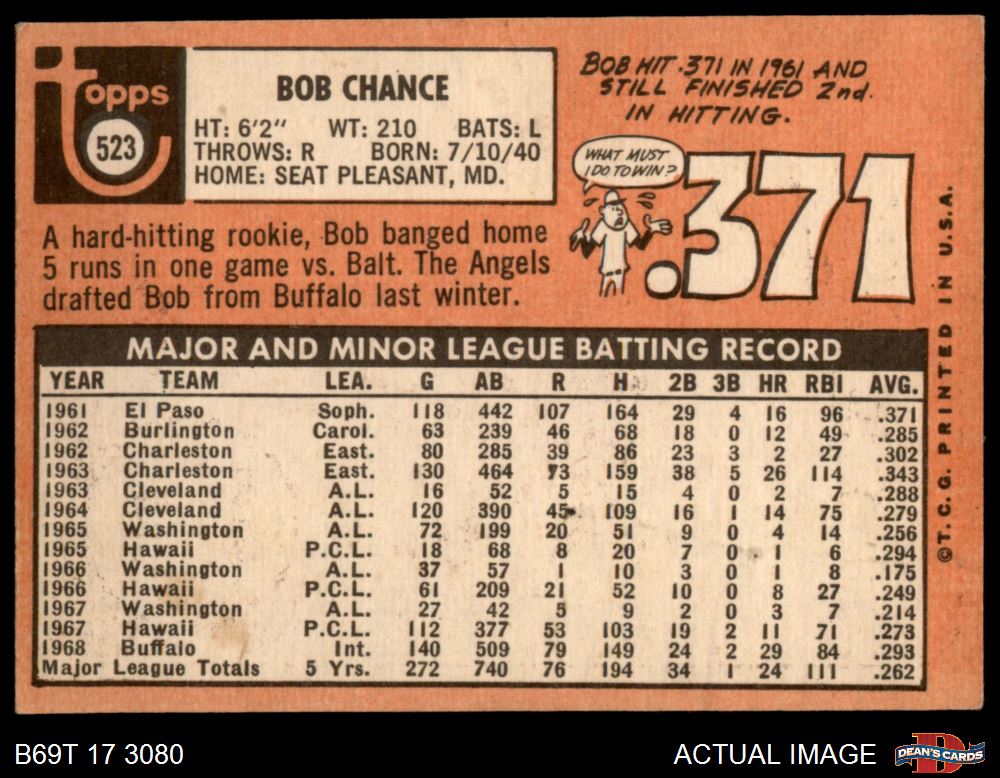 Topps
523
BOB CHANCE
HT: 6'2" WT: 210 BATS: L
THROWS: R BORN: 7/10/40
HOME: SEAT PLEASANT, MD.
BOB HIT .371 IN 1961 AND
STILL FINISHED 2nd.
IN HITTING.
WHAT MUST
I DO TO WIN?
.371
A hard-hitting rookie, Bob banged home
5 runs in one game vs. Balt. The Angels
drafted Bob from Buffalo last winter.
MAJOR AND MINOR LEAGUE BATTING RECORD
YEAR TEAM LEA. G AB R H 2B 3B HR RBI AVG.
1961 El Paso Soph. 118 442 107 164 29 4 16 96 .371
1962 Burlington Carol. 63 239 46 68 18 0 12 49 .285
1962 Charleston East. 80 285 39 86 23 3 2 27 .302
1963 Charleston East. 130 464 73 159 38 5 26 114 .343
1963 Cleveland A.L. 16 52 5 15 4 0 2 7 .288
1964 Cleveland A.L. 120 390 45 109 16 1 14 75 .279
1965 Washington A.L. 72 199 20 51 9 0 4 14 .256
1965 Hawaii P.C.L. 18 68 8 20 7 0 1 6 .294
1966 Washington A.L. 37 57 1 10 3 0 1 8 .175
1966 Hawaii P.C.L. 61 209 21 52 10 0 8 27 .249
1967 Washington A.L. 27 42 5 9 2 0 3 7 .214
1967 Hawaii P.C.L. 112 377 53 103 19 2 11 71 .273
1968 Buffalo Int. 140 509 79 149 24 2 29 84 .293
Major League Totals 5 Yrs. 272 740 76 194 34 1 24 111 .262
©T. C. G. PRINTED IN U.S.A.
B69T 17 3080
ACTUAL IMAGE
DEAN'S CARDS